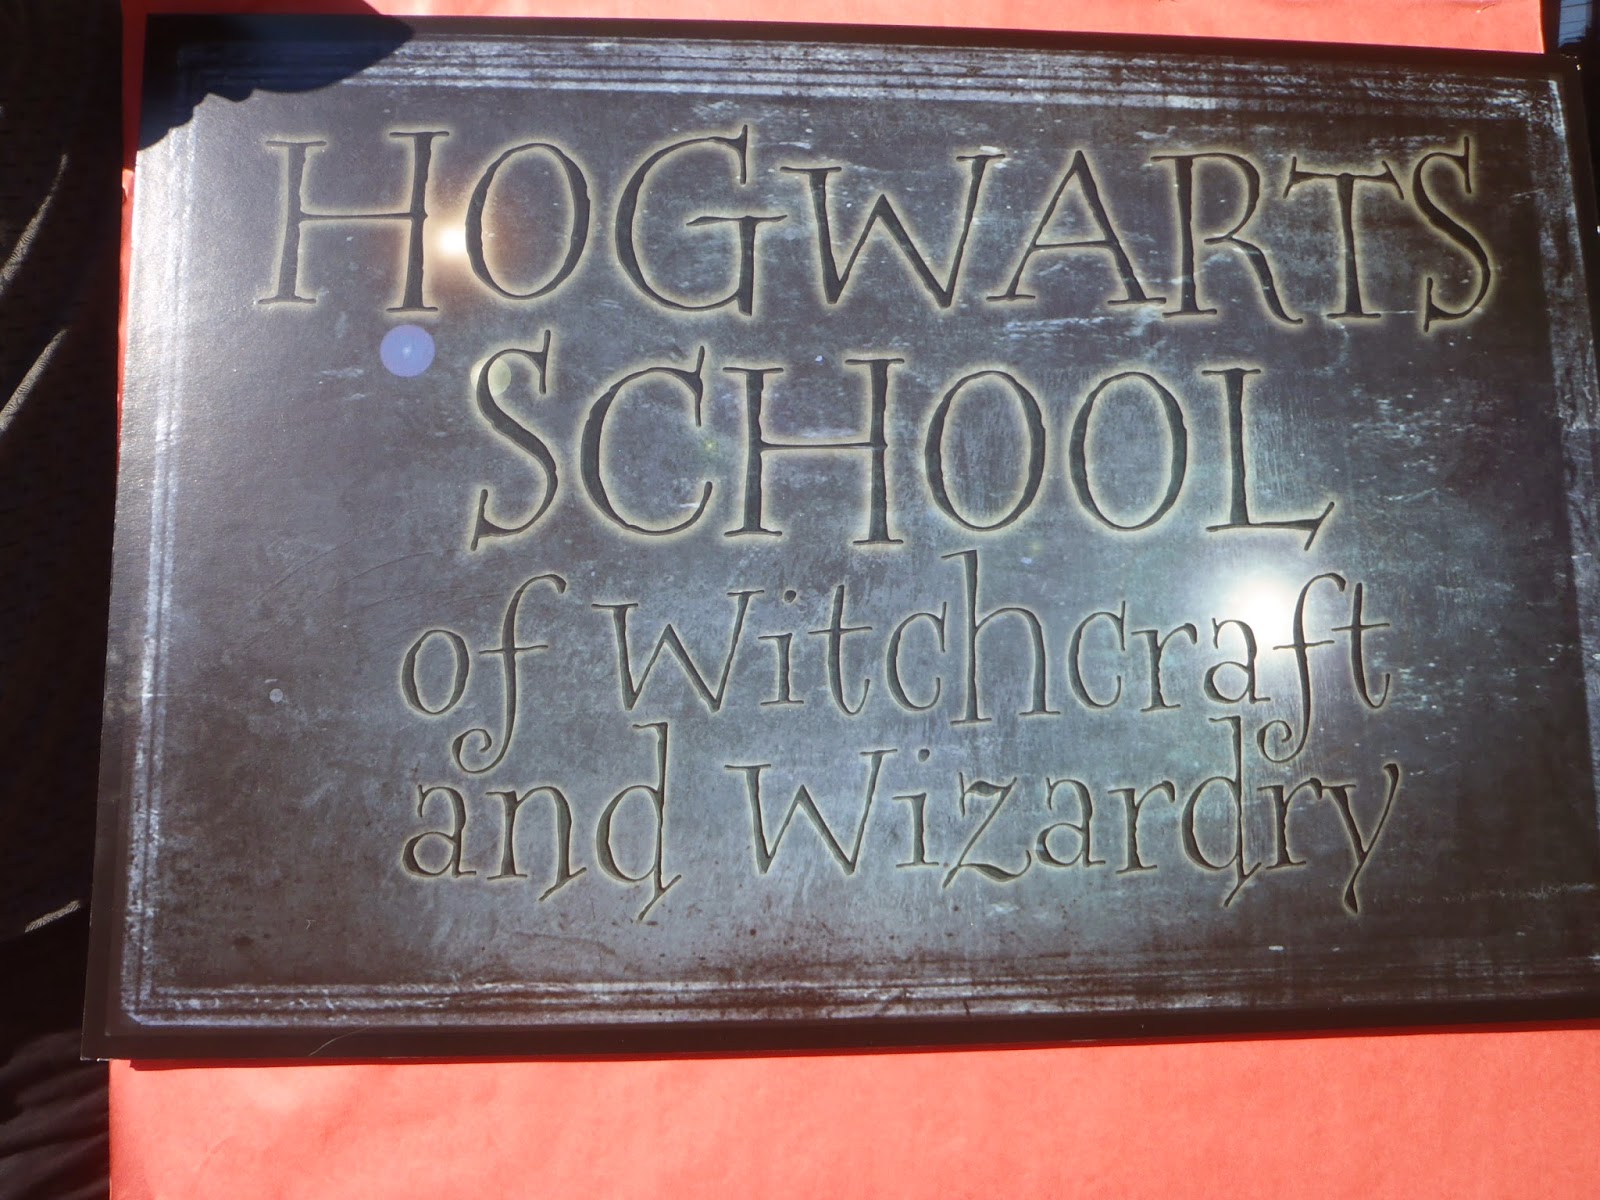 HOGWARTS
SCHOOL
of Witchcraft
and Wizardry